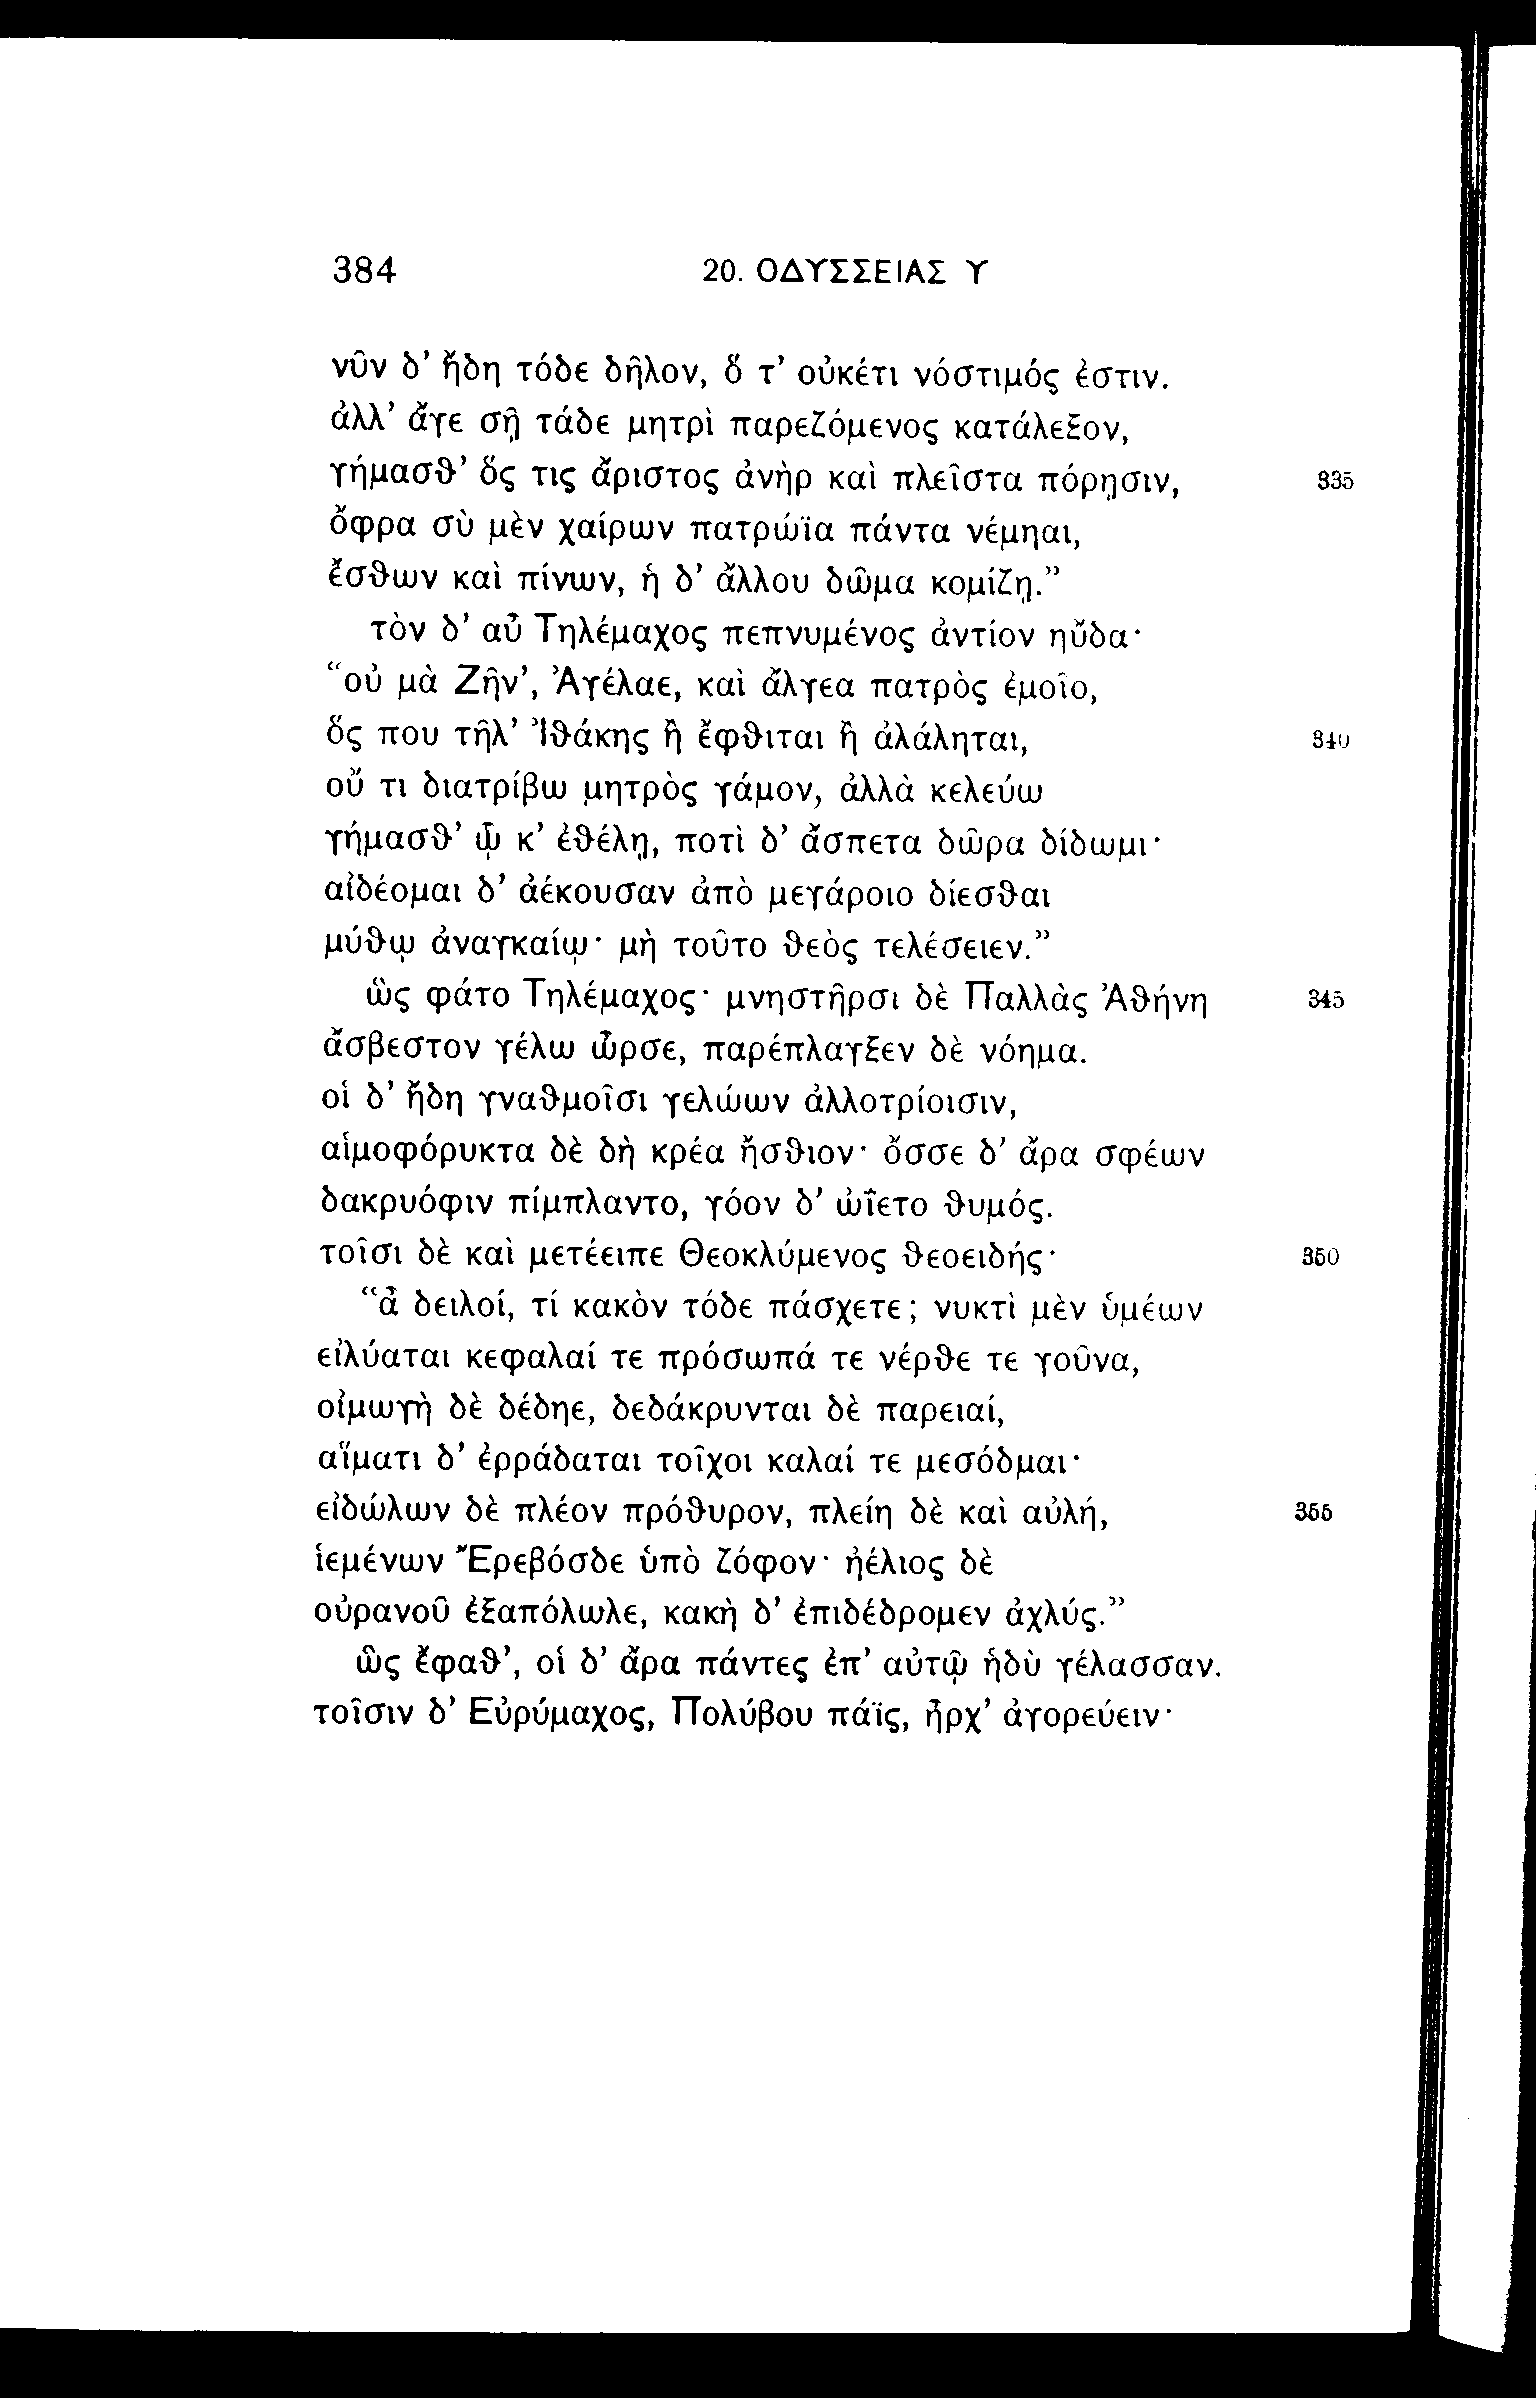 384 20. ΟΔΥΣΣΕΙΑΣ Υ
νῦν δ’ ἤδη τόδε δῆλον, ὅ τ’ οὐκέτι νόστιμός ἐστιν.
ἀλλ’ ἄγε σῇ τάδε μητρὶ παρεζόμενος κατάλεξον,
γήμασϑ’ ὅς τις ἄριστος ἀνὴρ καὶ πλεῖστα πόρῃσιν, 335
ὄφρα σὺ μὲν χαίρων πατρώϊα πάντα νέμηαι,
ἔσϑων καὶ πίνων, ἡ δ’ ἄλλου δῶμα κομίζῃ.”
τὸν δ’ αὖ Τηλέμαχος πεπνυμένος ἀντίον ηὔδα·
“οὐ μὰ Ζῆν’, Ἀγέλαε, καὶ ἄλγεα πατρὸς ἐμοῖο,
ὅς που τῆλ’ Ἰϑάκης ἢ ἔφϑιται ἢ ἀλάληται, 340
οὔ τι διατρίβω μητρὸς γάμον, ἀλλὰ κελεύω
γήμασϑ’ ᾧ κ’ ἐϑέλῃ, ποτὶ δ’ ἄσπετα δῶρα δίδωμι·
αἰδέομαι δ’ ἀέκουσαν ἀπὸ μεγάροιο δίεσϑαι
μύϑῳ ἀναγκαίῳ· μὴ τοῦτο ϑεὸς τελέσειεν.”
ὣς φάτο Τηλέμαχος· μνηστῆρσι δὲ Παλλὰς Ἀϑήνη 345
ἄσβεστον γέλω ὦρσε, παρέπλαγξεν δὲ νόημα.
οἱ δ’ ἤδη γναϑμοῖσι γελώων ἀλλοτρίοισιν,
αἱμοφόρυκτα δὲ δὴ κρέα ἤσϑιον· ὄσσε δ’ ἄρα σφέων
δακρυόφιν πίμπλαντο, γόον δ’ ὠΐετο ϑυμός.
τοῖσι δὲ καὶ μετέειπε Θεοκλύμενος ϑεοειδής· 350
“ἆ δειλοί, τί κακὸν τόδε πάσχετε; νυκτὶ μὲν ὑμέων
εἰλύαται κεφαλαί τε πρόσωπά τε νέρϑε τε γοῦνα,
οἰμωγὴ δὲ δέδηε, δεδάκρυνται δὲ παρειαί,
αἵματι δ’ ἐρράδαται τοῖχοι καλαί τε μεσόδμαι·
εἰδώλων δὲ πλέον πρόϑυρον, πλείη δὲ καὶ αὐλή, 355
ἱεμένων Ἔρεβόσδε ὑπὸ ζόφον· ἠέλιος δὲ
οὐρανοῦ ἐξαπόλωλε, κακὴ δ’ ἐπιδέδρομεν ἀχλύς.”
ὣς ἔφαϑ’, οἱ δ’ ἄρα πάντες ἐπ’ αὐτῷ ἡδὺ γέλασσαν.
τοῖσιν δ’ Εὐρύμαχος, Πολύβου πάϊς, ἦρχ’ ἀγορεύειν·